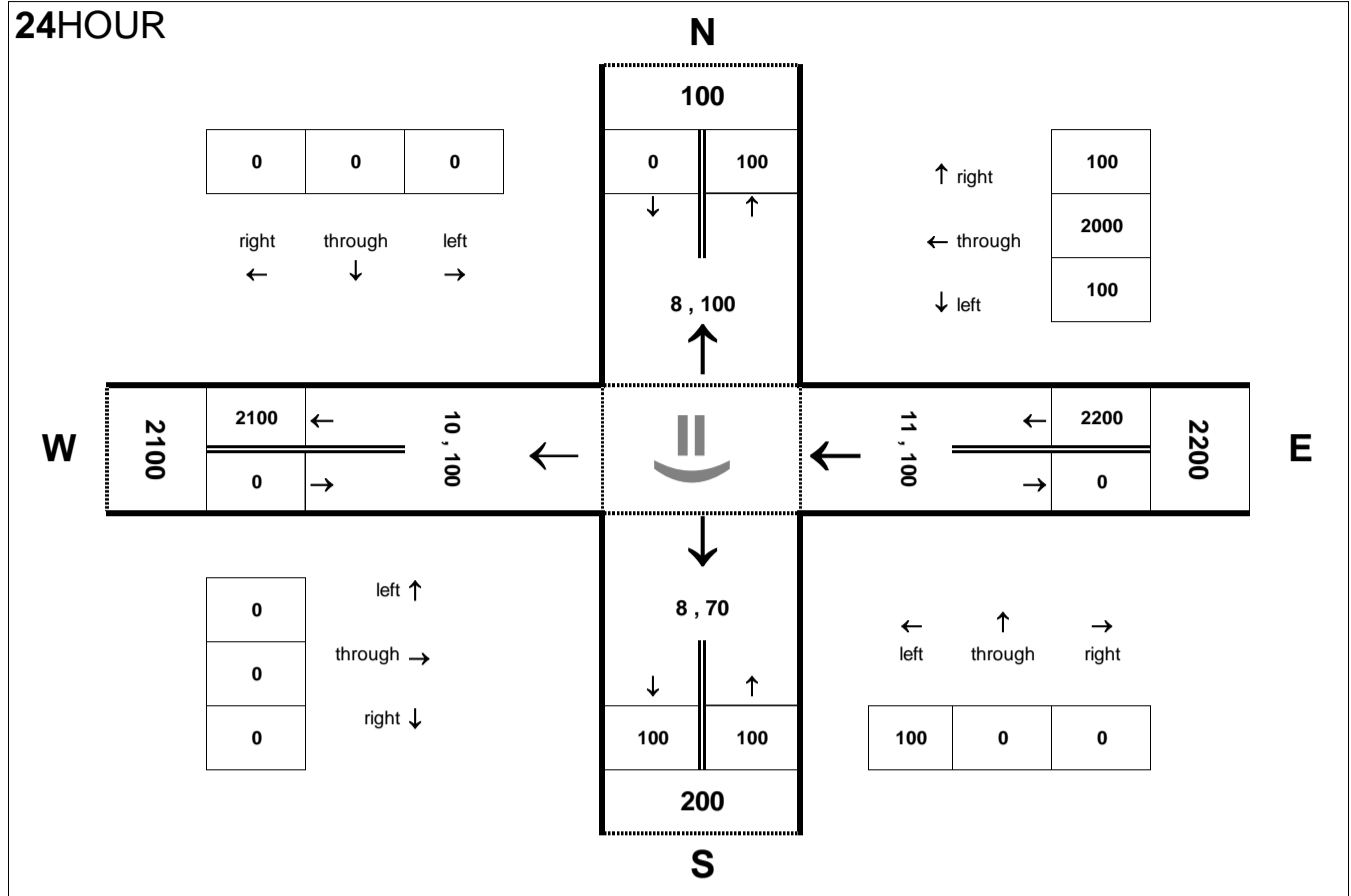 24HOUR
N
100
0 100
↓ ↑
0 0 0
right through left
← ↓ →
↑ right 100
← through 2000
↓ left 100
8 , 100
W
2100
2100 ←
0 →
10 , 100
11 , 100
← 2200
→ 0
2200
E
8 , 70
↓ ↑
100 100
200
S
0 left ↑
0 through →
0 right ↓
← ↑ →
left through right
100 0 0